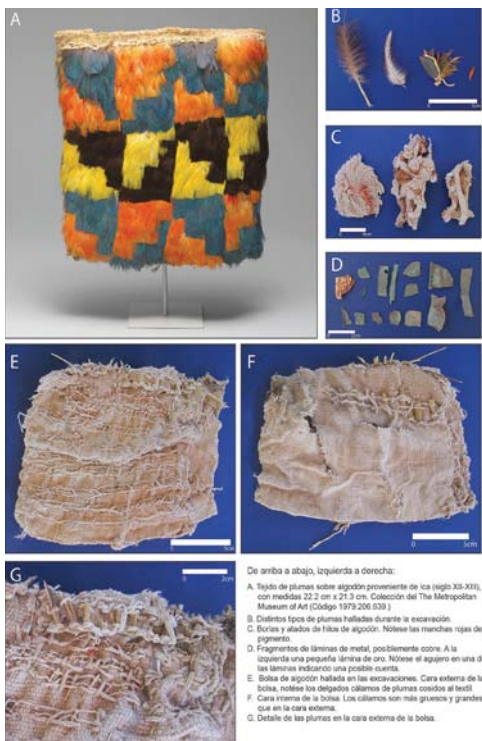 A
B
C
D
E
F
5cm
G
2cm
De arriba a abajo, izquierda a derecha:
A. Tejido de plumas sobre algodón proveniente de Ica (siglo XII-XIII),
con medidas 22.2 cm x 21.3 cm. Colección del The Metropolitan
Museum of Art (Código 1979.206.639.)
B. Distintos tipos de plumas halladas durante la excavación.
C. Borlas y atados de hilos de algodón. Nótese las manchas rojas de
pigmento.
D. Fragmentos de láminas de metal, posiblemente cobre. A la
izquierda una pequeña lámina de oro. Nótese el agujero en una de
las láminas indicando una posible cuenta.
E. Bolsa de algodón hallada en las excavaciones. Cara externa de la
bolsa, notése los delgados cálamos de plumas cosidos al textil.
F. Cara interna de la bolsa. Los cálamos son más gruesos y grandes
que en la cara externa.
G. Detalle de las plumas en la cara externa de la bolsa.